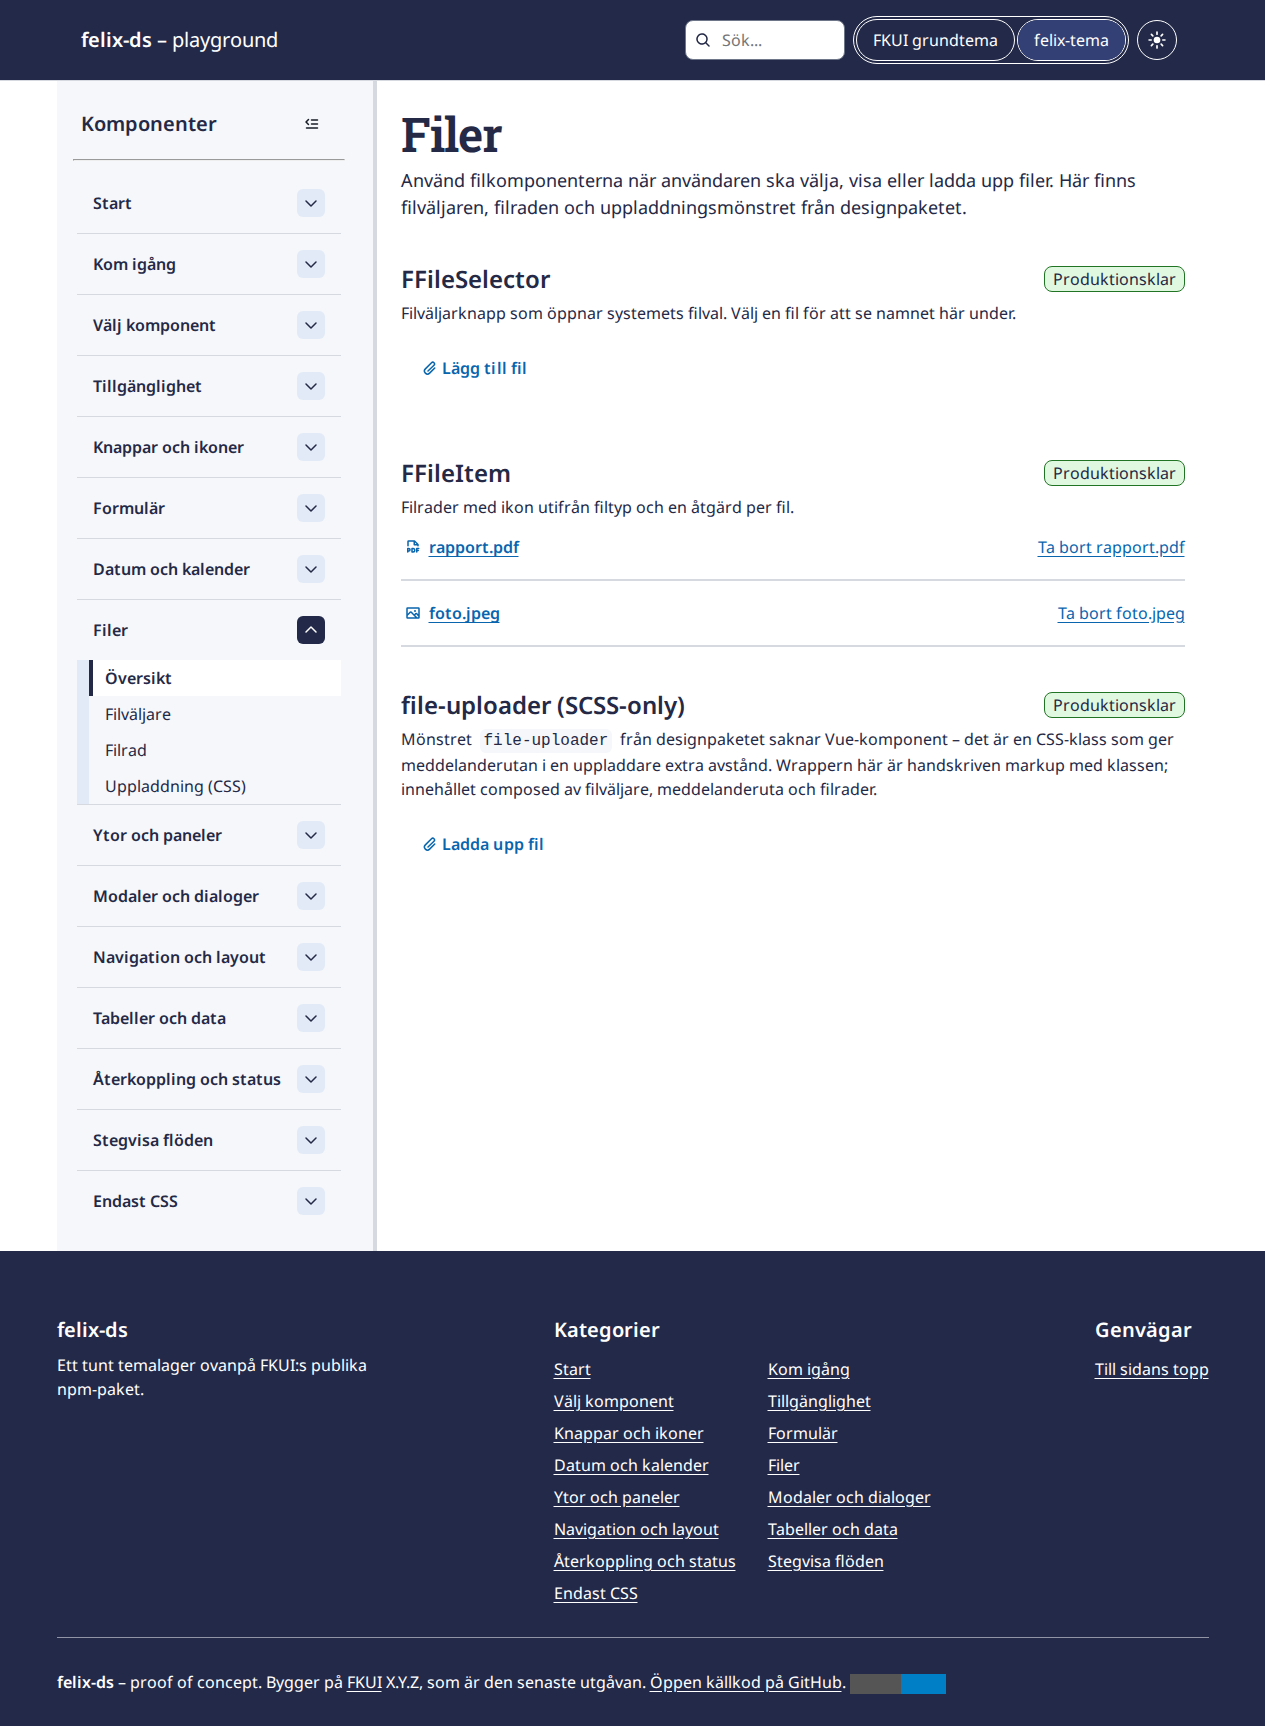 felix-ds – playground
Sök...
FKUI grundtema
felix-tema
Komponenter
Start
Kom igång
Välj komponent
Tillgänglighet
Knappar och ikoner
Formulär
Datum och kalender
Filer
Översikt
Filväljare
Filrad
Uppladdning (CSS)
Ytor och paneler
Modaler och dialoger
Navigation och layout
Tabeller och data
Återkoppling och status
Stegvisa flöden
Endast CSS
Filer
Använd filkomponenterna när användaren ska välja, visa eller ladda upp filer. Här finns
filväljaren, filraden och uppladdningsmönstret från designpaketet.
FFileSelector
Produktionsklar
Filväljarknapp som öppnar systemets filval. Välj en fil för att se namnet här under.
Lägg till fil
FFileItem
Produktionsklar
Filrader med ikon utifrån filtyp och en åtgärd per fil.
PDF
rapport.pdf
Ta bort rapport.pdf
foto.jpeg
Ta bort foto.jpeg
file-uploader (SCSS-only)
Produktionsklar
Mönstret file-uploader från designpaketet saknar Vue-komponent – det är en CSS-klass som ger
meddelanderutan i en uppladdare extra avstånd. Wrappern här är handskriven markup med klassen;
innehållet composed av filväljare, meddelanderuta och filrader.
Ladda upp fil
felix-ds
Ett tunt temalager ovanpå FKUI:s publika
npm-paket.
Kategorier
Start
Kom igång
Välj komponent
Tillgänglighet
Knappar och ikoner
Formulär
Datum och kalender
Filer
Ytor och paneler
Modaler och dialoger
Navigation och layout
Tabeller och data
Återkoppling och status
Stegvisa flöden
Endast CSS
Genvägar
Till sidans topp
felix-ds – proof of concept. Bygger på FKUI X.Y.Z, som är den senaste utgåvan. Öppen källkod på GitHub.